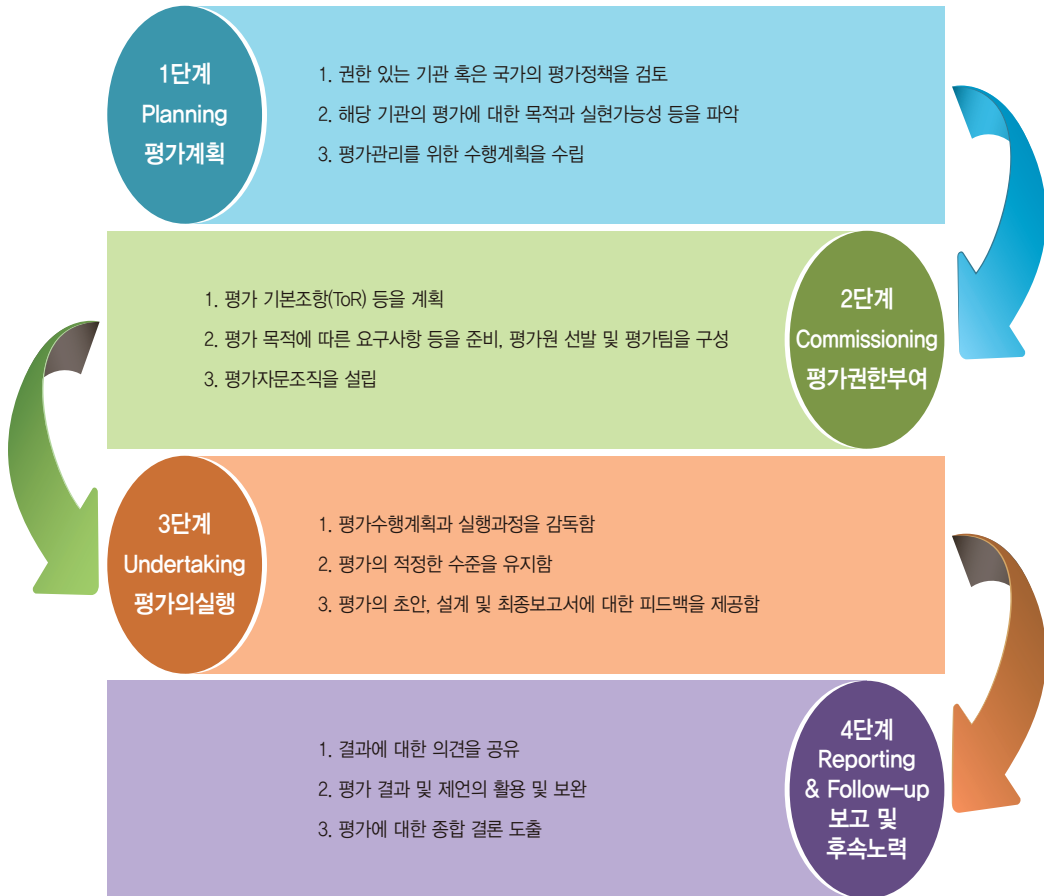 1단계
Planning
평가계획
1. 권한 있는 기관 혹은 국가의 평가정책을 검토
2. 해당 기관의 평가에 대한 목적과 실현가능성 등을 파악
3. 평가관리를 위한 수행계획을 수립
1. 평가 기본조항(ToR) 등을 계획
2. 평가 목적에 따른 요구사항 등을 준비, 평가원 선발 및 평가팀을 구성
3. 평가자문조직을 설립
2단계
Commissioning
평가권한부여
3단계
Undertaking
평가의실행
1. 평가수행계획과 실행과정을 감독함
2. 평가의 적정한 수준을 유지함
3. 평가의 초안, 설계 및 최종보고서에 대한 피드백을 제공함
1. 결과에 대한 의견을 공유
2. 평가 결과 및 제언의 활용 및 보완
3. 평가에 대한 종합 결론 도출
4단계
Reporting
& Follow-up
보고 및
후속노력